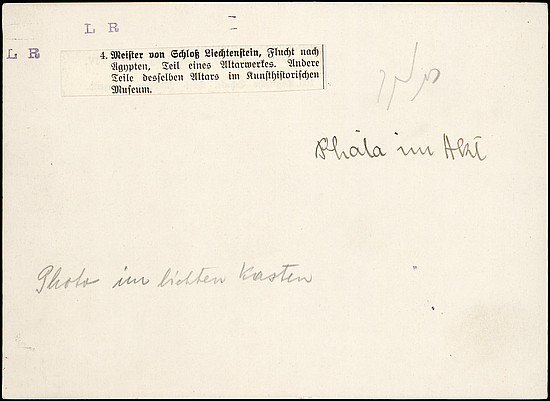 L R
L R
4. Meister von Schloß Liechtenstein, Flucht nach
Ägypten, Teil eines Altarwerkes. Andere
Teile desselben Altars im Kunsthistorischen
Museum.
im Akt
Photo im lichten Kasten